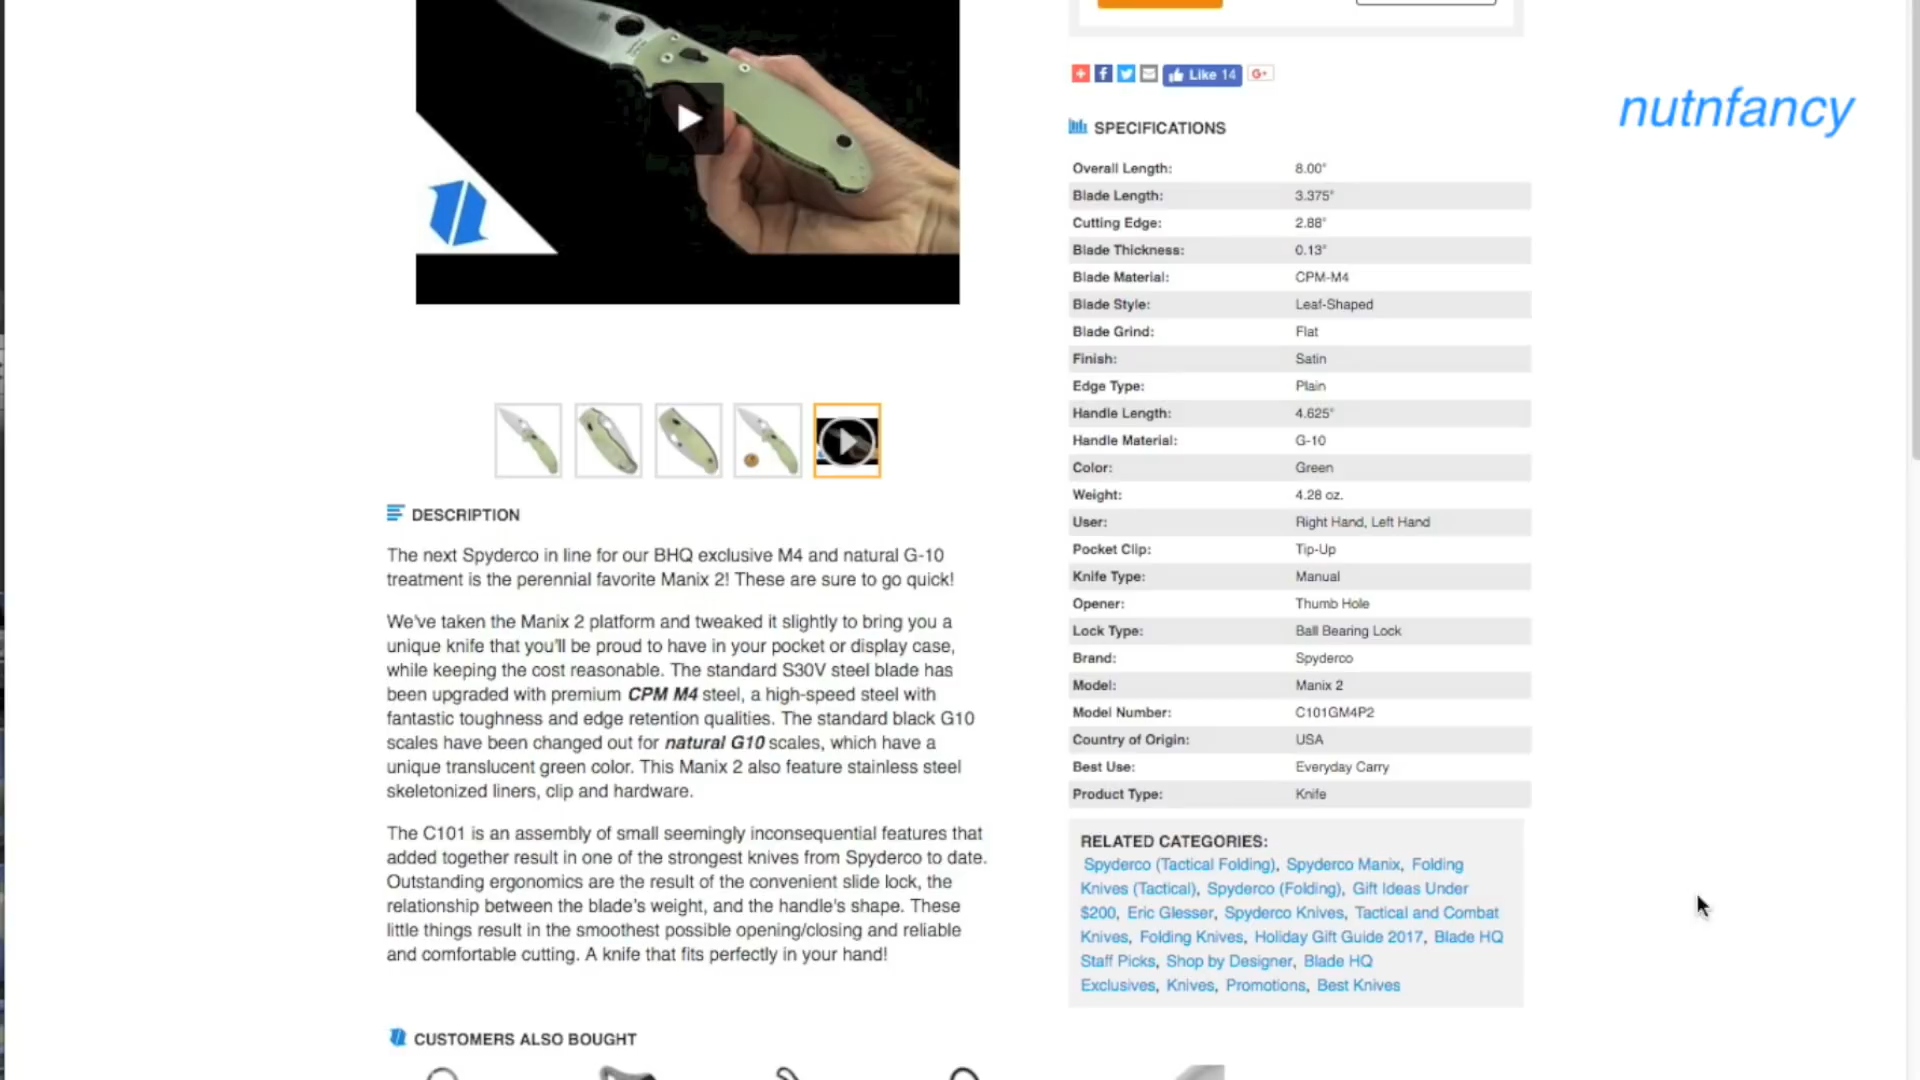 Like 14
G+
nutnfancy
SPECIFICATIONS
Overall Length: 8.00"
Blade Length: 3.375"
Cutting Edge: 2.88"
Blade Thickness: 0.13"
Blade Material: CPM-M4
Blade Style: Leaf-Shaped
Blade Grind: Flat
Finish: Satin
Edge Type: Plain
Handle Length: 4.625"
Handle Material: G-10
Color: Green
Weight: 4.28 oz.
User: Right Hand, Left Hand
Pocket Clip: Tip-Up
Knife Type: Manual
Opener: Thumb Hole
Lock Type: Ball Bearing Lock
Brand: Spyderco
Model: Manix 2
Model Number: C101GM4P2
Country of Origin: USA
Best Use: Everyday Carry
Product Type: Knife
RELATED CATEGORIES:
Spyderco (Tactical Folding), Spyderco Manix, Folding
Knives (Tactical), Spyderco (Folding), Gift Ideas Under
$200, Eric Glesser, Spyderco Knives, Tactical and Combat
Knives, Folding Knives, Holiday Gift Guide 2017, Blade HQ
Staff Picks, Shop by Designer, Blade HQ
Exclusives, Knives, Promotions, Best Knives
DESCRIPTION
The next Spyderco in line for our BHQ exclusive M4 and natural G-10
treatment is the perennial favorite Manix 2! These are sure to go quick!
We've taken the Manix 2 platform and tweaked it slightly to bring you a
unique knife that you'll be proud to have in your pocket or display case,
while keeping the cost reasonable. The standard S30V steel blade has
been upgraded with premium CPM M4 steel, a high-speed steel with
fantastic toughness and edge retention qualities. The standard black G10
scales have been changed out for natural G10 scales, which have a
unique translucent green color. This Manix 2 also feature stainless steel
skeletonized liners, clip and hardware.
The C101 is an assembly of small seemingly inconsequential features that
added together result in one of the strongest knives from Spyderco to date.
Outstanding ergonomics are the result of the convenient slide lock, the
relationship between the blade's weight, and the handle's shape. These
little things result in the smoothest possible opening/closing and reliable
and comfortable cutting. A knife that fits perfectly in your hand!
CUSTOMERS ALSO BOUGHT